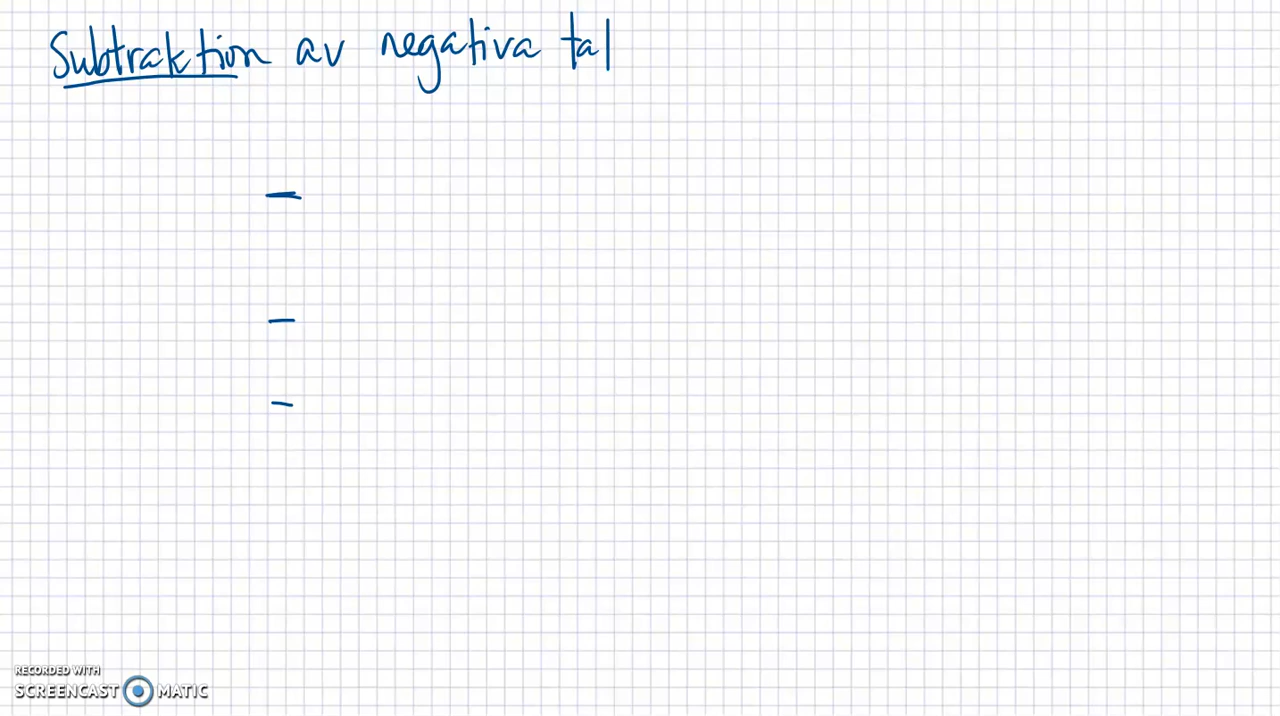 Subtraktion av negativa tal
–
–
–
RECORDED WITH
SCREENCAST MATIC